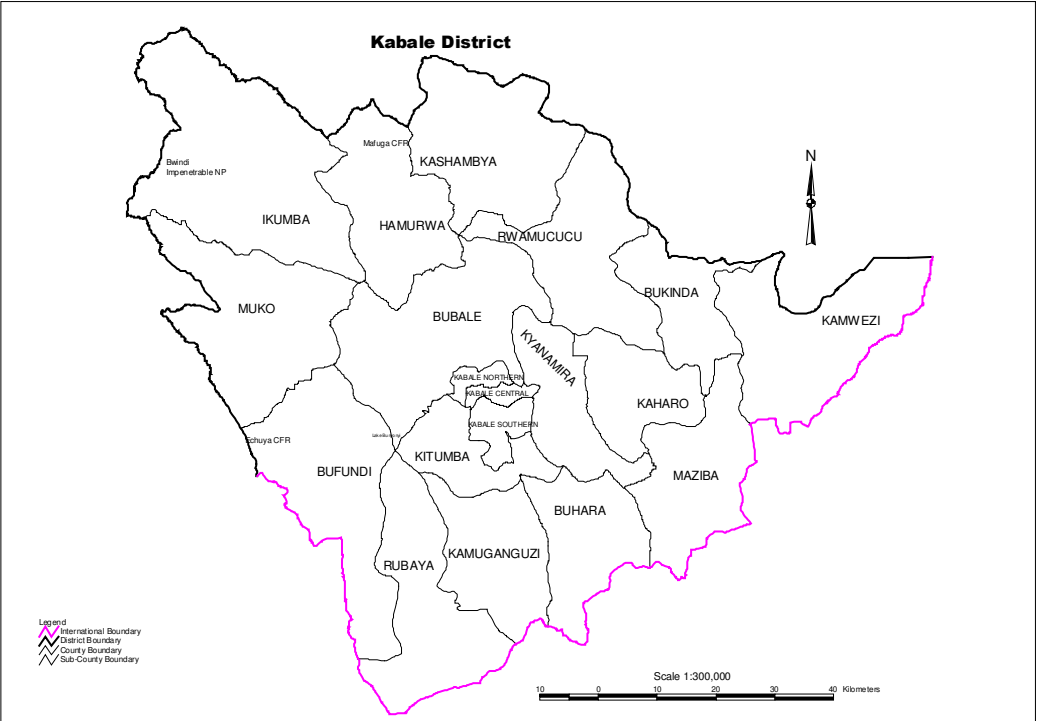 Kabale District
Mafuga CFR
KASHAMBYA
Bwindi
Impenetrable NP
N
IKUMBA
HAMURWA
RWAMUCUCU
MUKO
BUKINDA
BUBALE
KAMWEZI
KYANAMIRA
KABALE NORTHERN
KABALE CENTRAL
KAHARO
KABALE SOUTHERN
Echuya CFR
KITUMBA
BUFUNDI
MAZIBA
BUHARA
KAMUGANGUZI
RUBAYA
Legend
International Boundary
District Boundary
County Boundary
Sub-County Boundary
Scale 1:300,000
10 0 10 20 30 40 Kilometers